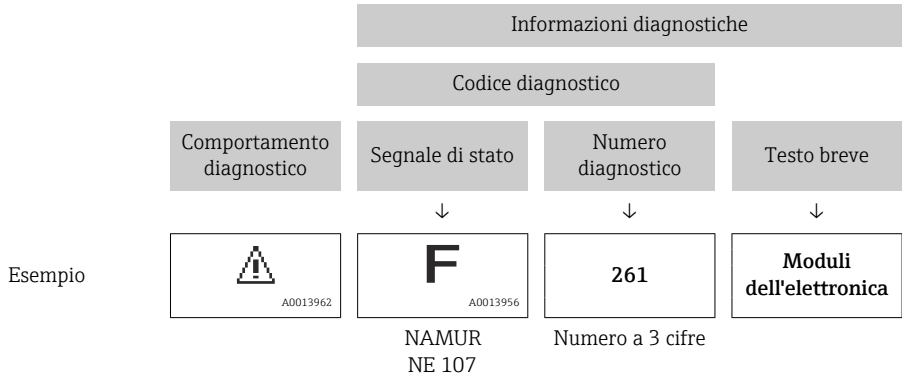 Informazioni diagnostiche
Codice diagnostico
Comportamento
diagnostico
Segnale di stato
Numero
diagnostico
Testo breve
↓ ↓ ↓
Esempio
A0013962
F
A0013956
261
Moduli
dell'elettronica
NAMUR
NE 107
Numero a 3 cifre